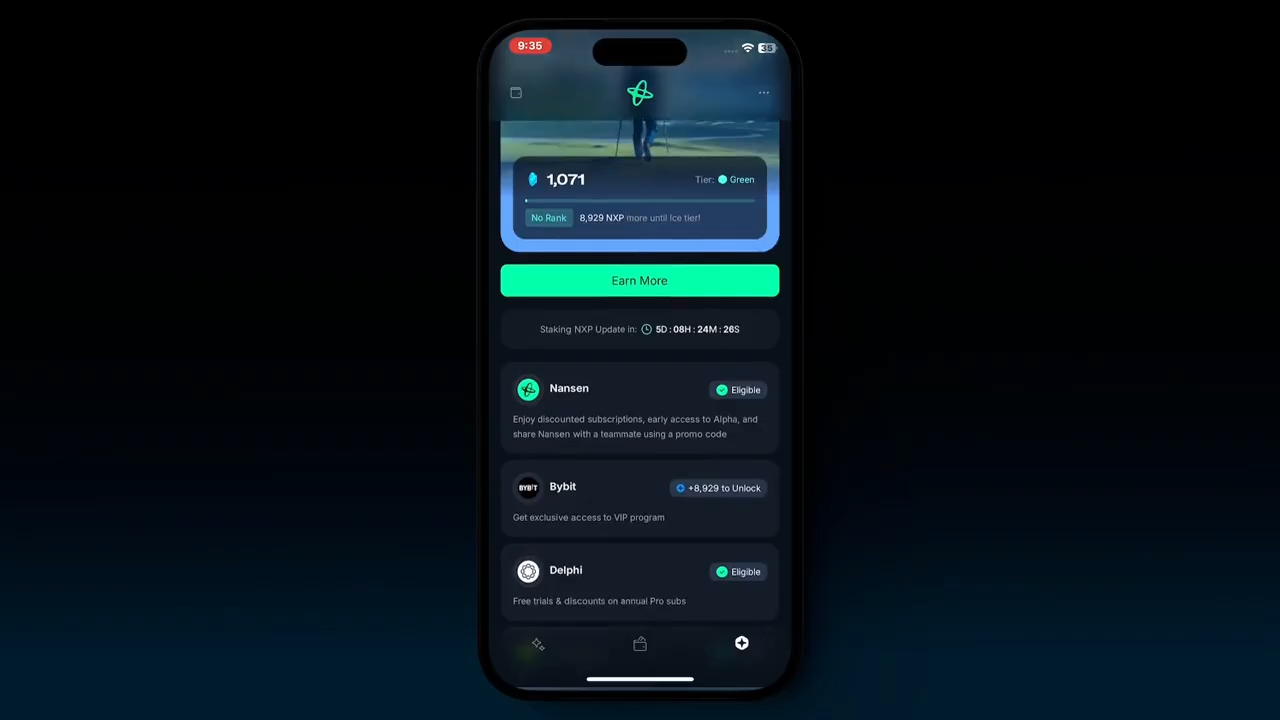 9:35
35
1,071
Tier: Green
No Rank 8,929 NXP more until Ice tier!
Earn More
Staking NXP Update in: 5D : 08H : 24M : 26S
Nansen
Eligible
Enjoy discounted subscriptions, early access to Alpha, and
share Nansen with a teammate using a promo code
BYBIT
Bybit
+8,929 to Unlock
Get exclusive access to VIP program
Delphi
Eligible
Free trials & discounts on annual Pro subs